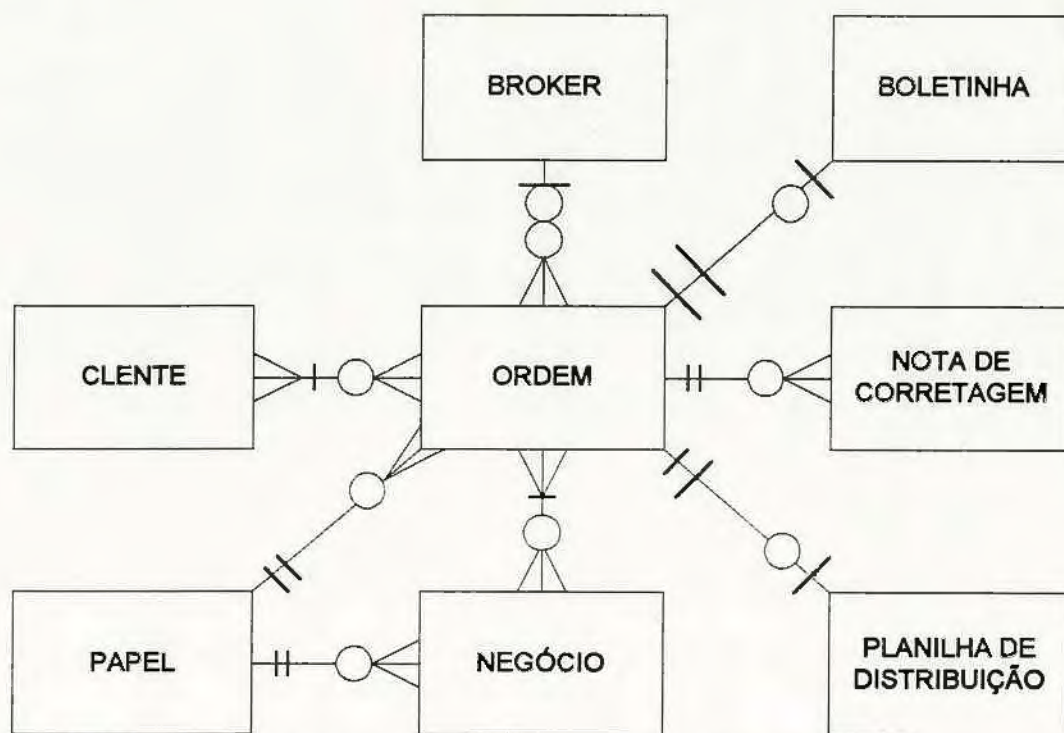 BROKER
BOLETINHA
CLENTE
ORDEM
NOTA DE
CORRETAGEM
PAPEL
NEGÓCIO
PLANILHA DE
DISTRIBUIÇÃO